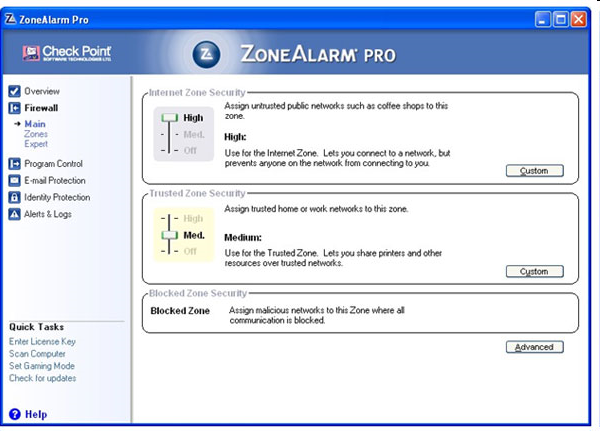 ZoneAlarm Pro
Check Point
SOFTWARE TECHNOLOGIES LTD.
ZONEALARM PRO
Overview
Firewall
Main
Zones
Expert
Program Control
E-mail Protection
Identity Protection
Alerts & Logs
Quick Tasks
Enter License Key
Scan Computer
Set Gaming Mode
Check for updates
Help
Internet Zone Security
High
Med.
Off
Assign untrusted public networks such as coffee shops to this
zone.
High:
Use for the Internet Zone. Lets you connect to a network, but
prevents anyone on the network from connecting to you.
Custom
Trusted Zone Security
High
Med.
Off
Assign trusted home or work networks to this zone.
Medium:
Use for the Trusted Zone. Lets you share printers and other
resources over trusted networks.
Custom
Blocked Zone Security
Blocked Zone
Assign malicious networks to this Zone where all
communication is blocked.
Advanced